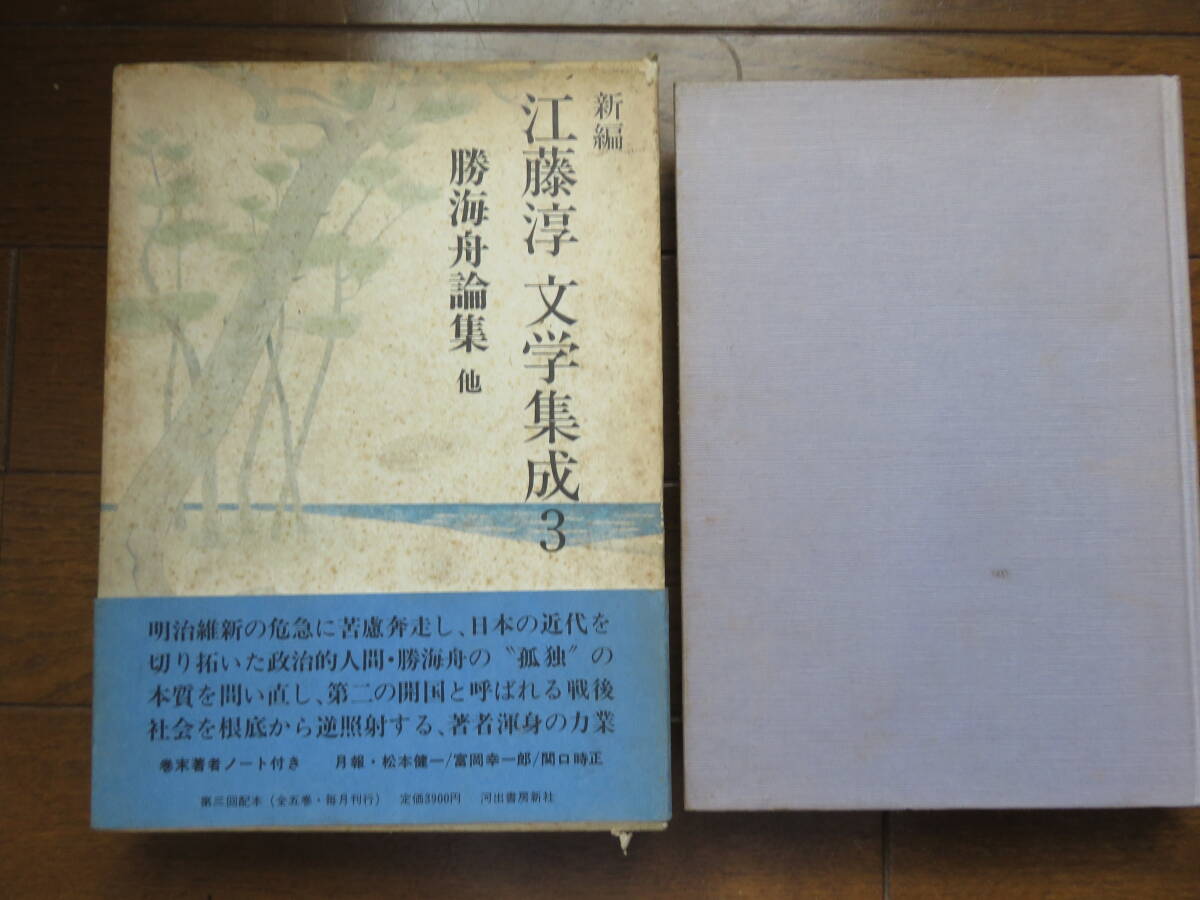 新編
江藤淳 文学集成 3
勝海舟論集 他
明治維新の危急に苦慮奔走し、日本の近代を
切り拓いた政治的人間・勝海舟の〝孤独〟の
本質を問い直し、第二の開国と呼ばれる戦後
社会を根底から逆照射する、著者渾身の力業
巻末著者ノート付き 月報・松本健一/富岡幸一郎/関口時正
第三回配本(全五巻・毎月刊行) 定価3900円 河出書房新社